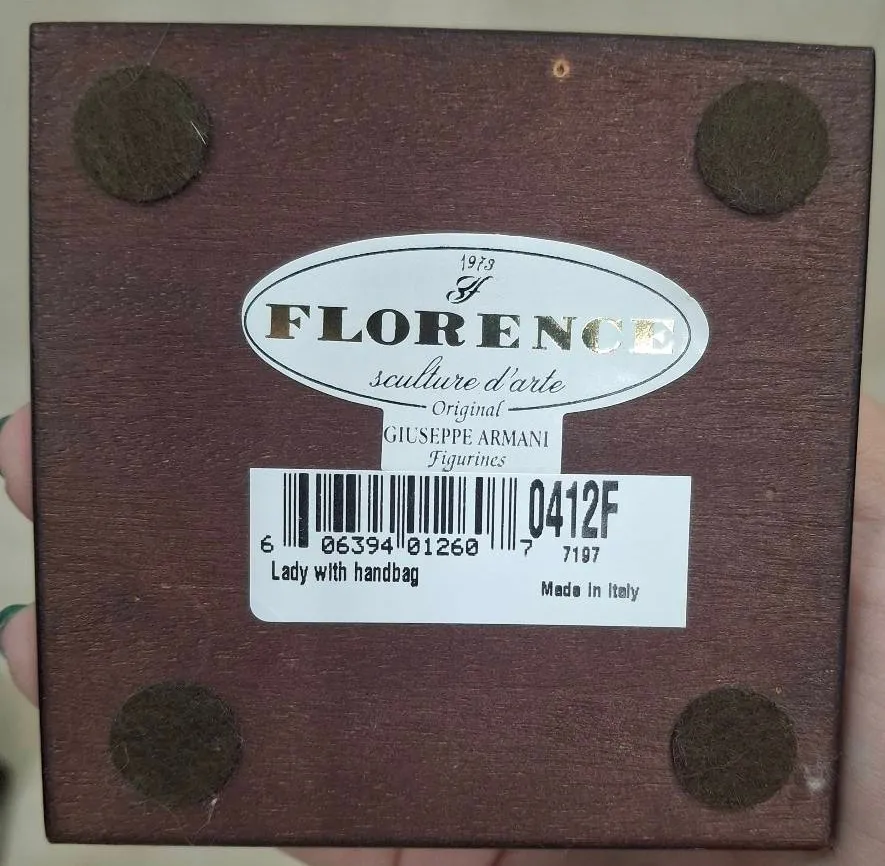 1973
FLORENCE
sculture d'arte
Original
GIUSEPPE ARMANI
Figurines
0412F
6 06394 01260 7
7197
Lady with handbag
Made in Italy